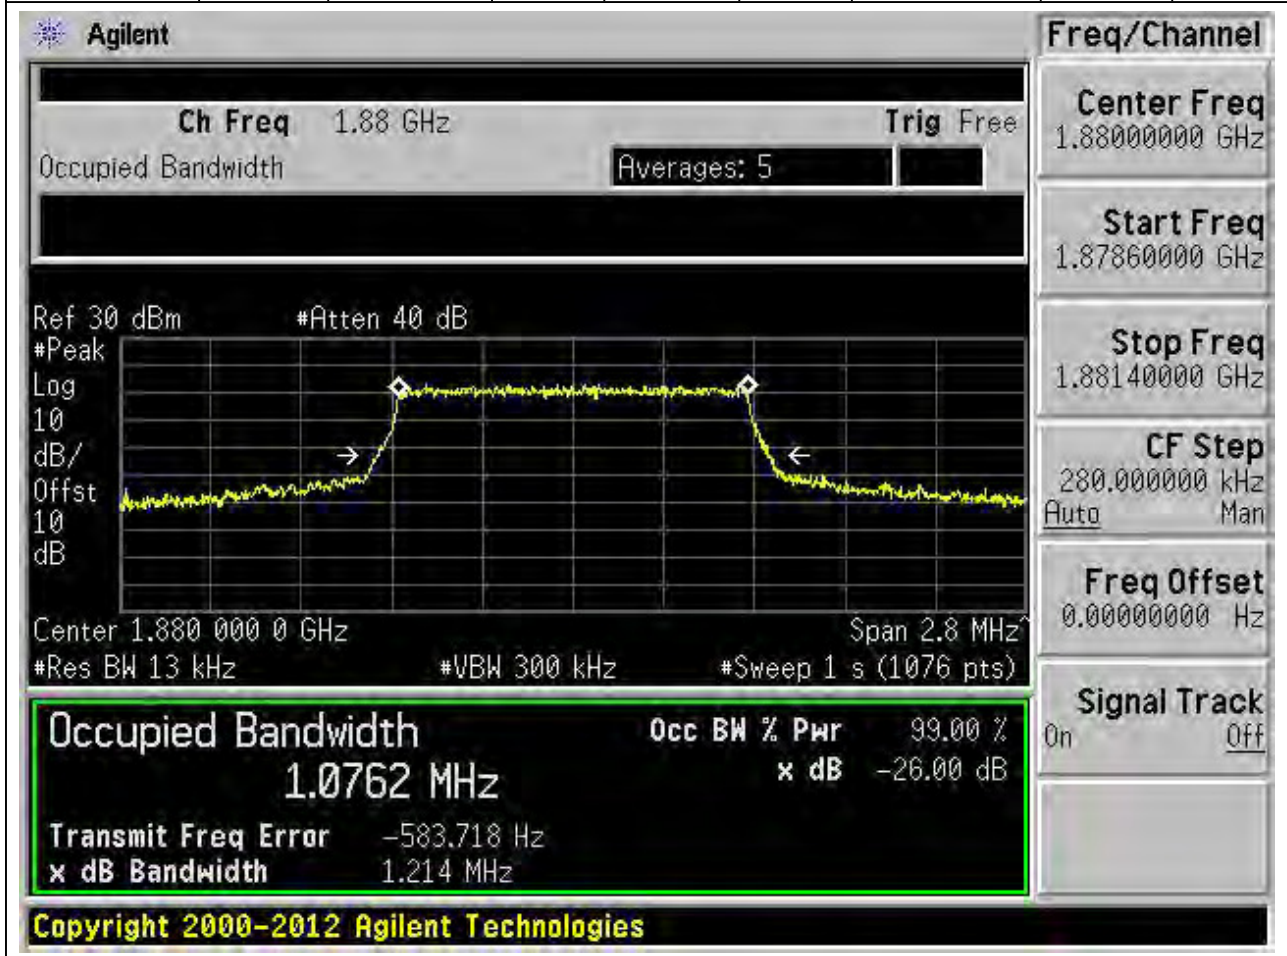 Agilent
Freq/Channel
Ch Freq 1.88 GHz Trig Free
Occupied Bandwidth Averages: 5
Center Freq
1.88000000 GHz
Start Freq
1.87860000 GHz
Stop Freq
1.88140000 GHz
CF Step
280.000000 kHz
Auto Man
Freq Offset
0.00000000 Hz
Signal Track
On Off
Ref 30 dBm #Atten 40 dB
#Peak
Log
10
dB/
Offst
10
dB
Center 1.880 000 0 GHz Span 2.8 MHz^
#Res BW 13 kHz #VBW 300 kHz #Sweep 1 s (1076 pts)
Occupied Bandwidth Occ BW % Pwr 99.00 %
1.0762 MHz x dB -26.00 dB
Transmit Freq Error -583.718 Hz
x dB Bandwidth 1.214 MHz
Copyright 2000-2012 Agilent Technologies